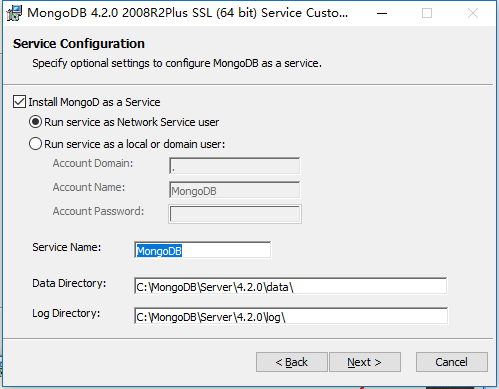 MongoDB 4.2.0 2008R2Plus SSL (64 bit) Service Custo...
Service Configuration
Specify optional settings to configure MongoDB as a service.
Install MongoD as a Service
Run service as Network Service user
Run service as a local or domain user:
Account Domain: .
Account Name: MongoDB
Account Password:
Service Name: MongoDB
Data Directory: C:\MongoDB\Server\4.2.0\data\
Log Directory: C:\MongoDB\Server\4.2.0\log\
< Back Next > Cancel